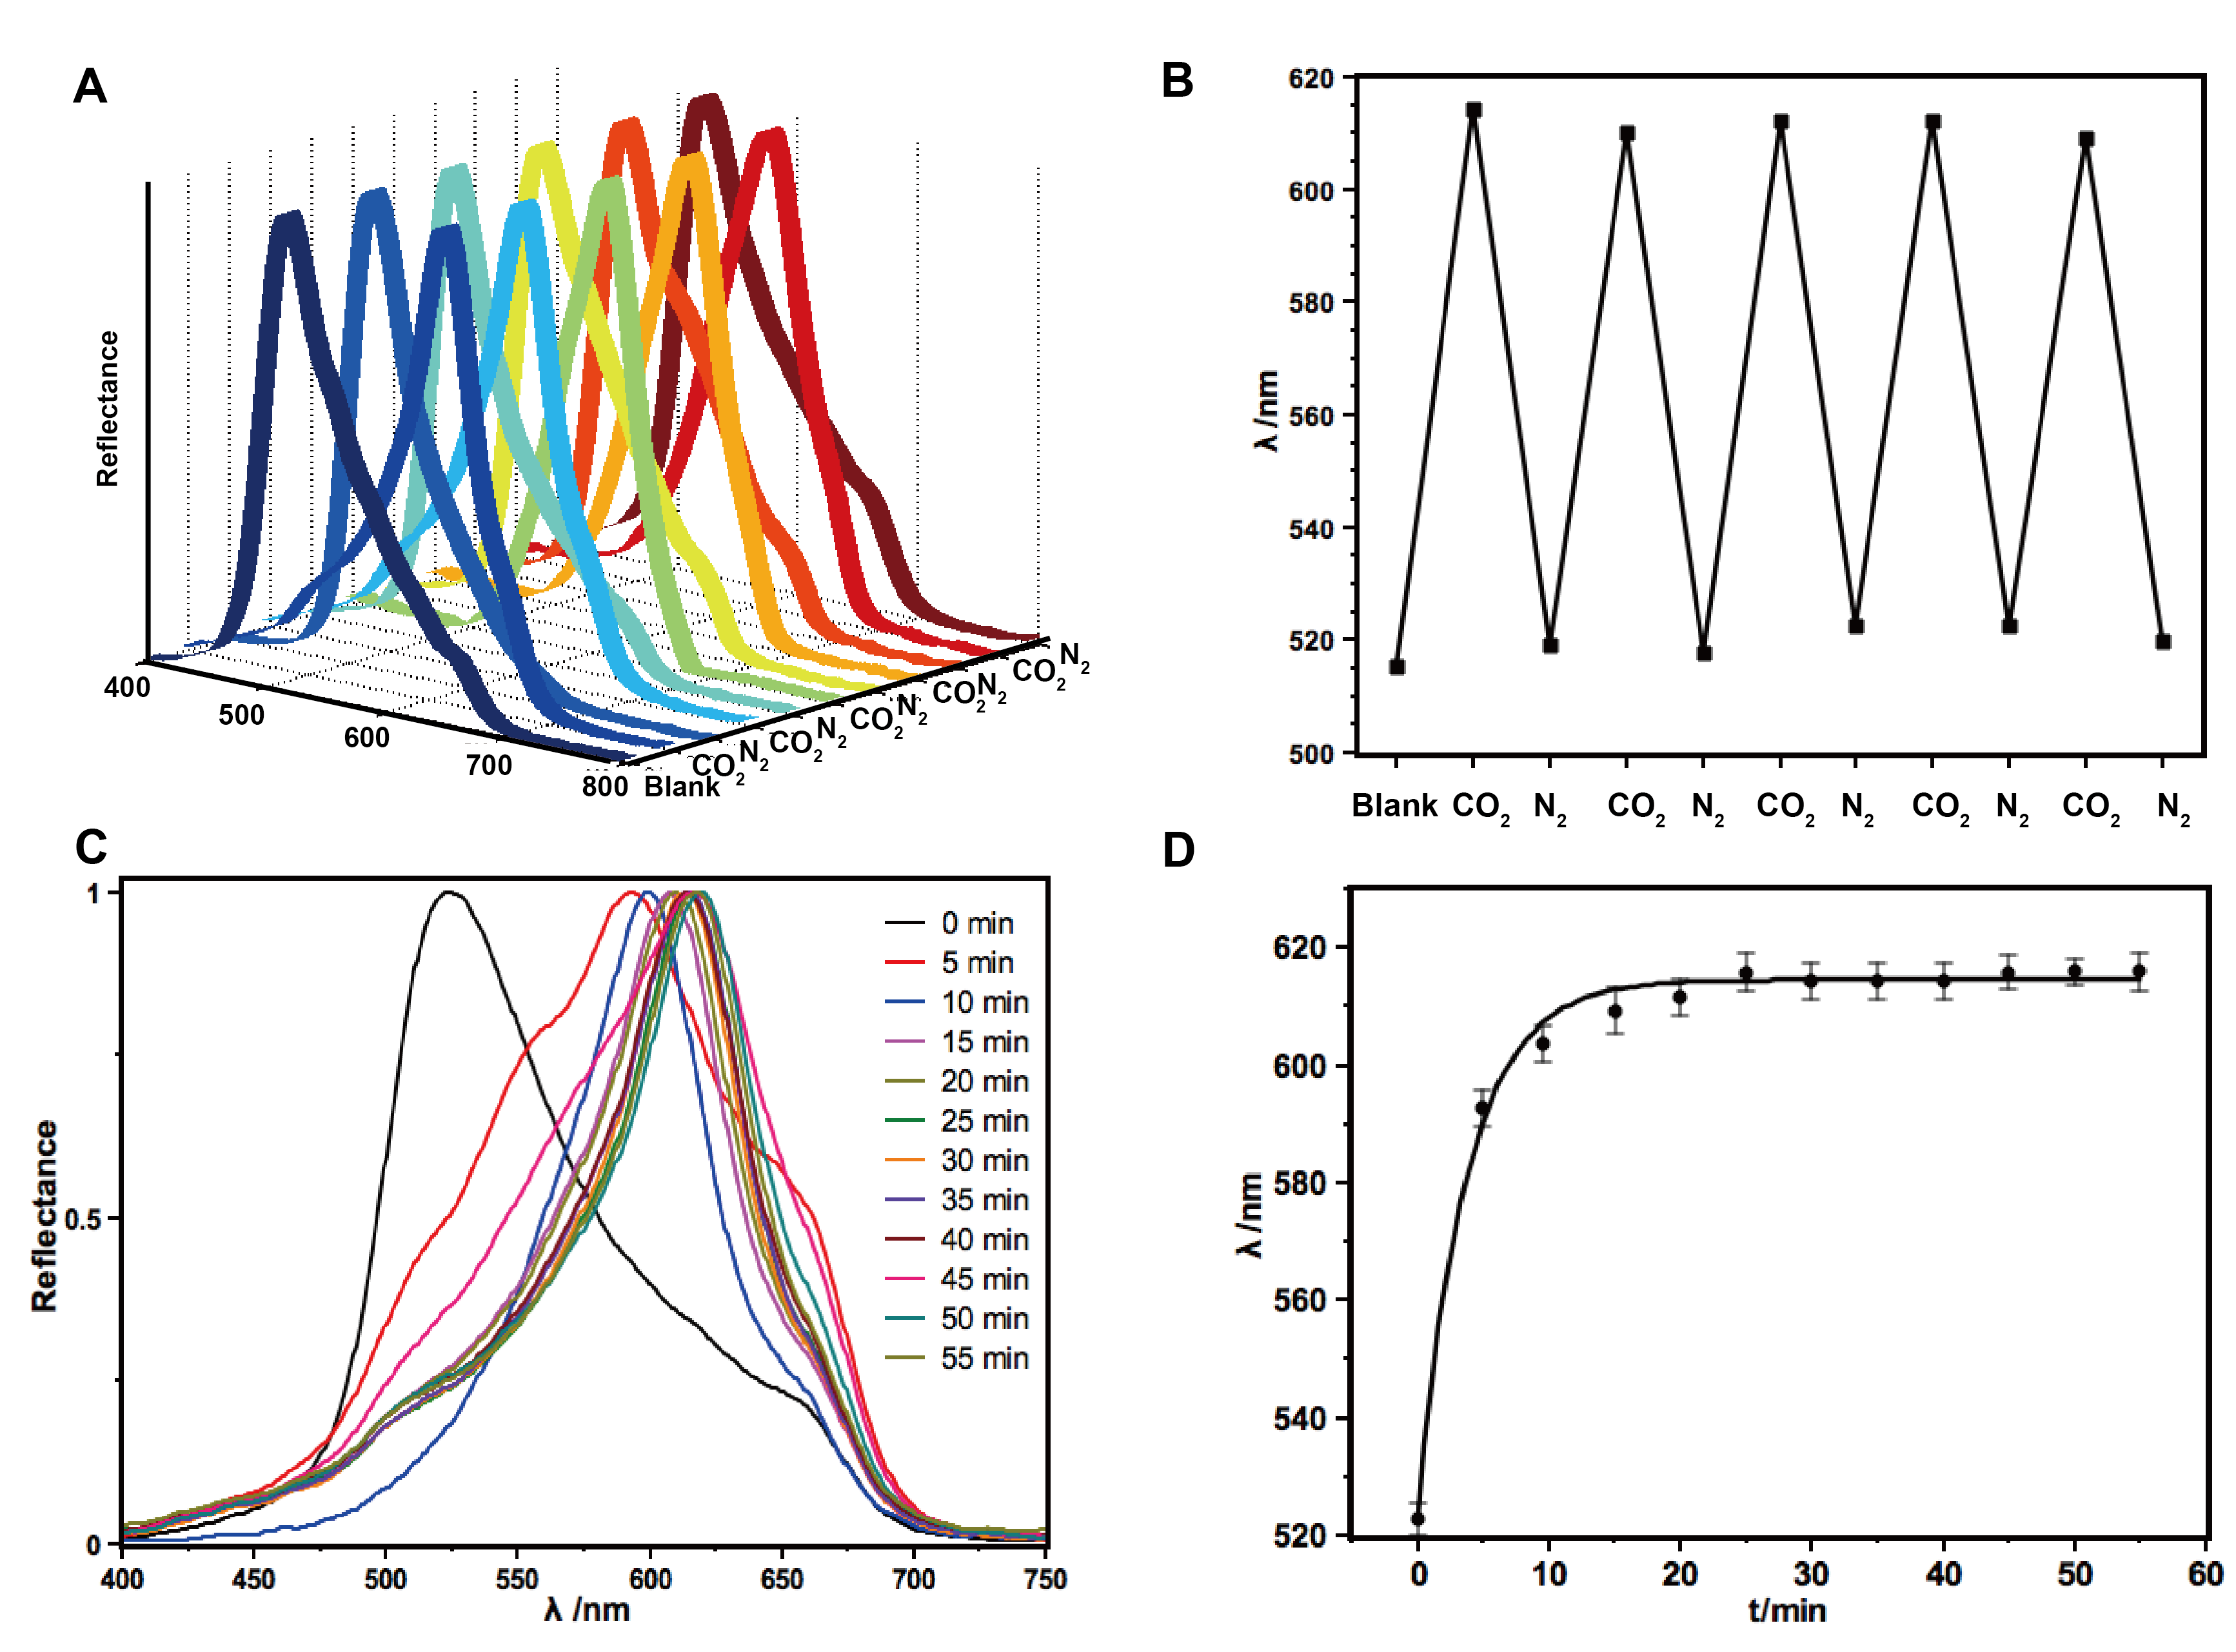 A
Reflectance
400
500
600
700
800
Blank
CO2
N2
CO2
N2
CO2
N2
CO2
N2
CO2
N2
B
620
600
580
560
540
520
500
λ /nm
Blank CO2 N2 CO2 N2 CO2 N2 CO2 N2 CO2 N2
C
1
0.5
0
Reflectance
0 min
5 min
10 min
15 min
20 min
25 min
30 min
35 min
40 min
45 min
50 min
55 min
400 450 500 550 600 650 700 750
λ /nm
D
620
600
580
560
540
520
λ /nm
0 10 20 30 40 50 60
t/min